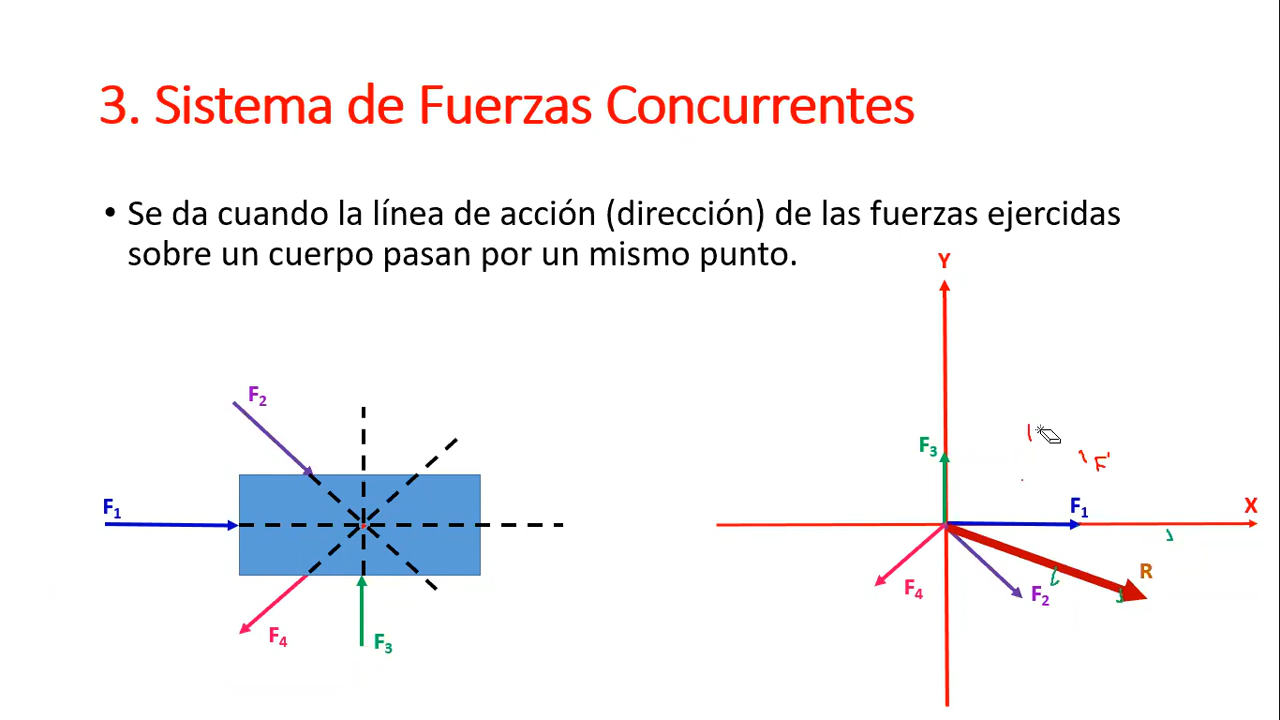 3. Sistema de Fuerzas Concurrentes
• Se da cuando la línea de acción (dirección) de las fuerzas ejercidas
sobre un cuerpo pasan por un mismo punto.
Y
F₂
F₃
F'
F₁
F₁
X
R
F₄
F₂
F₄
F₃